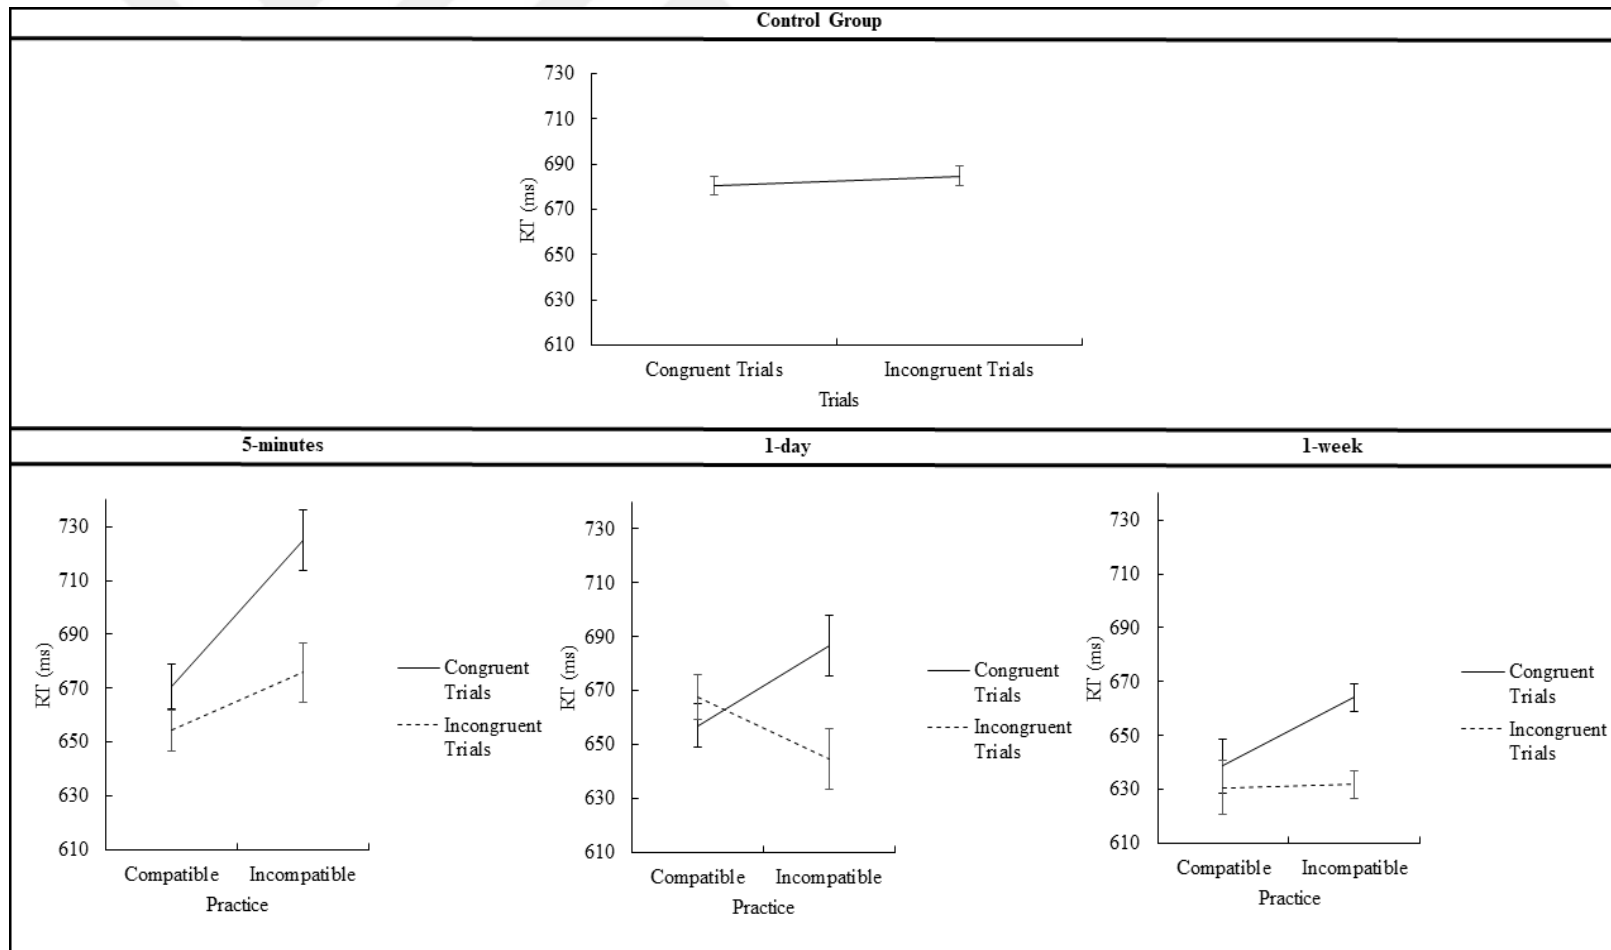 Control Group
730
710
690
670
650
630
610
RT (ms)
Congruent Trials Incongruent Trials
Trials
5-minutes 1-day 1-week
730
710
690
670
650
630
610
RT (ms)
Compatible Incompatible
Practice
Congruent
Trials
Incongruent
Trials
730
710
690
670
650
630
610
RT (ms)
Compatible Incompatible
Practice
Congruent
Trials
Incongruent
Trials
730
710
690
670
650
630
610
RT (ms)
Compatible Incompatible
Practice
Congruent
Trials
Incongruent
Trials